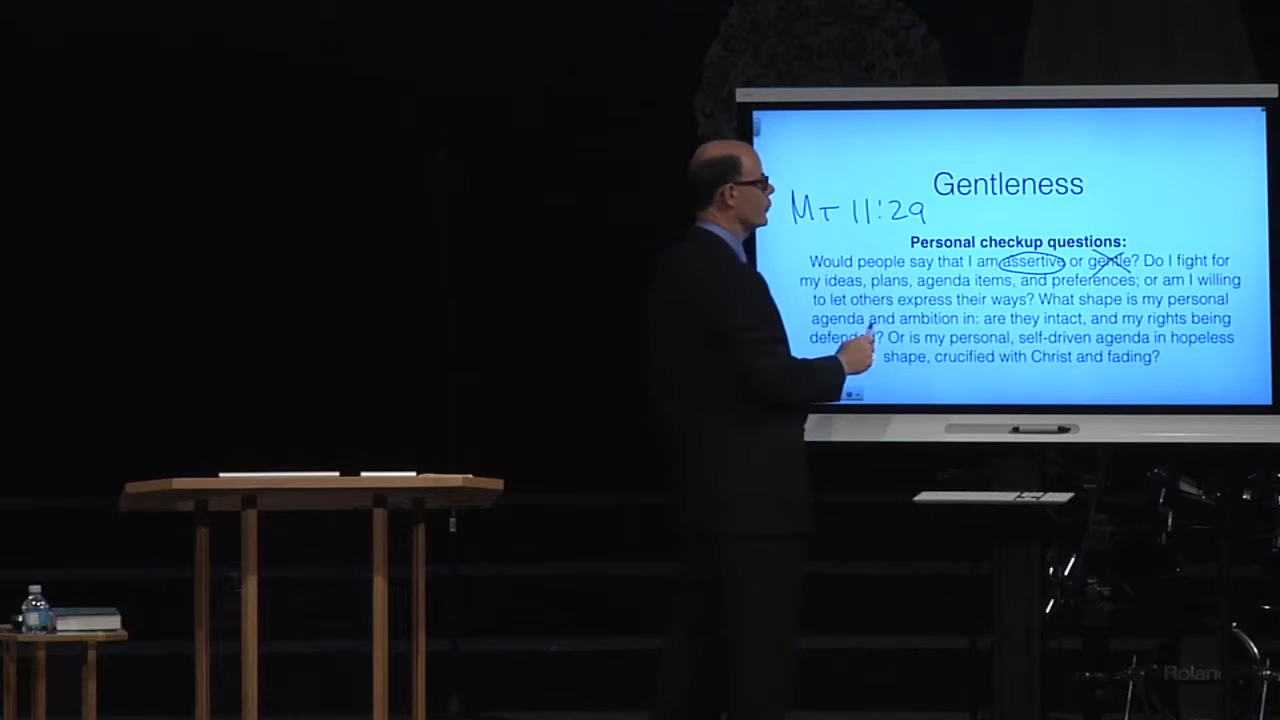 Gentleness
MT 11:29
Personal checkup questions:
Would people say that I am assertive or gentle? Do I fight for
my ideas, plans, agenda items, and preferences; or am I willing
to let others express their ways? What shape is my personal
agenda and ambition in: are they intact, and my rights being
defended? Or is my personal, self-driven agenda in hopeless
shape, crucified with Christ and fading?
Roland